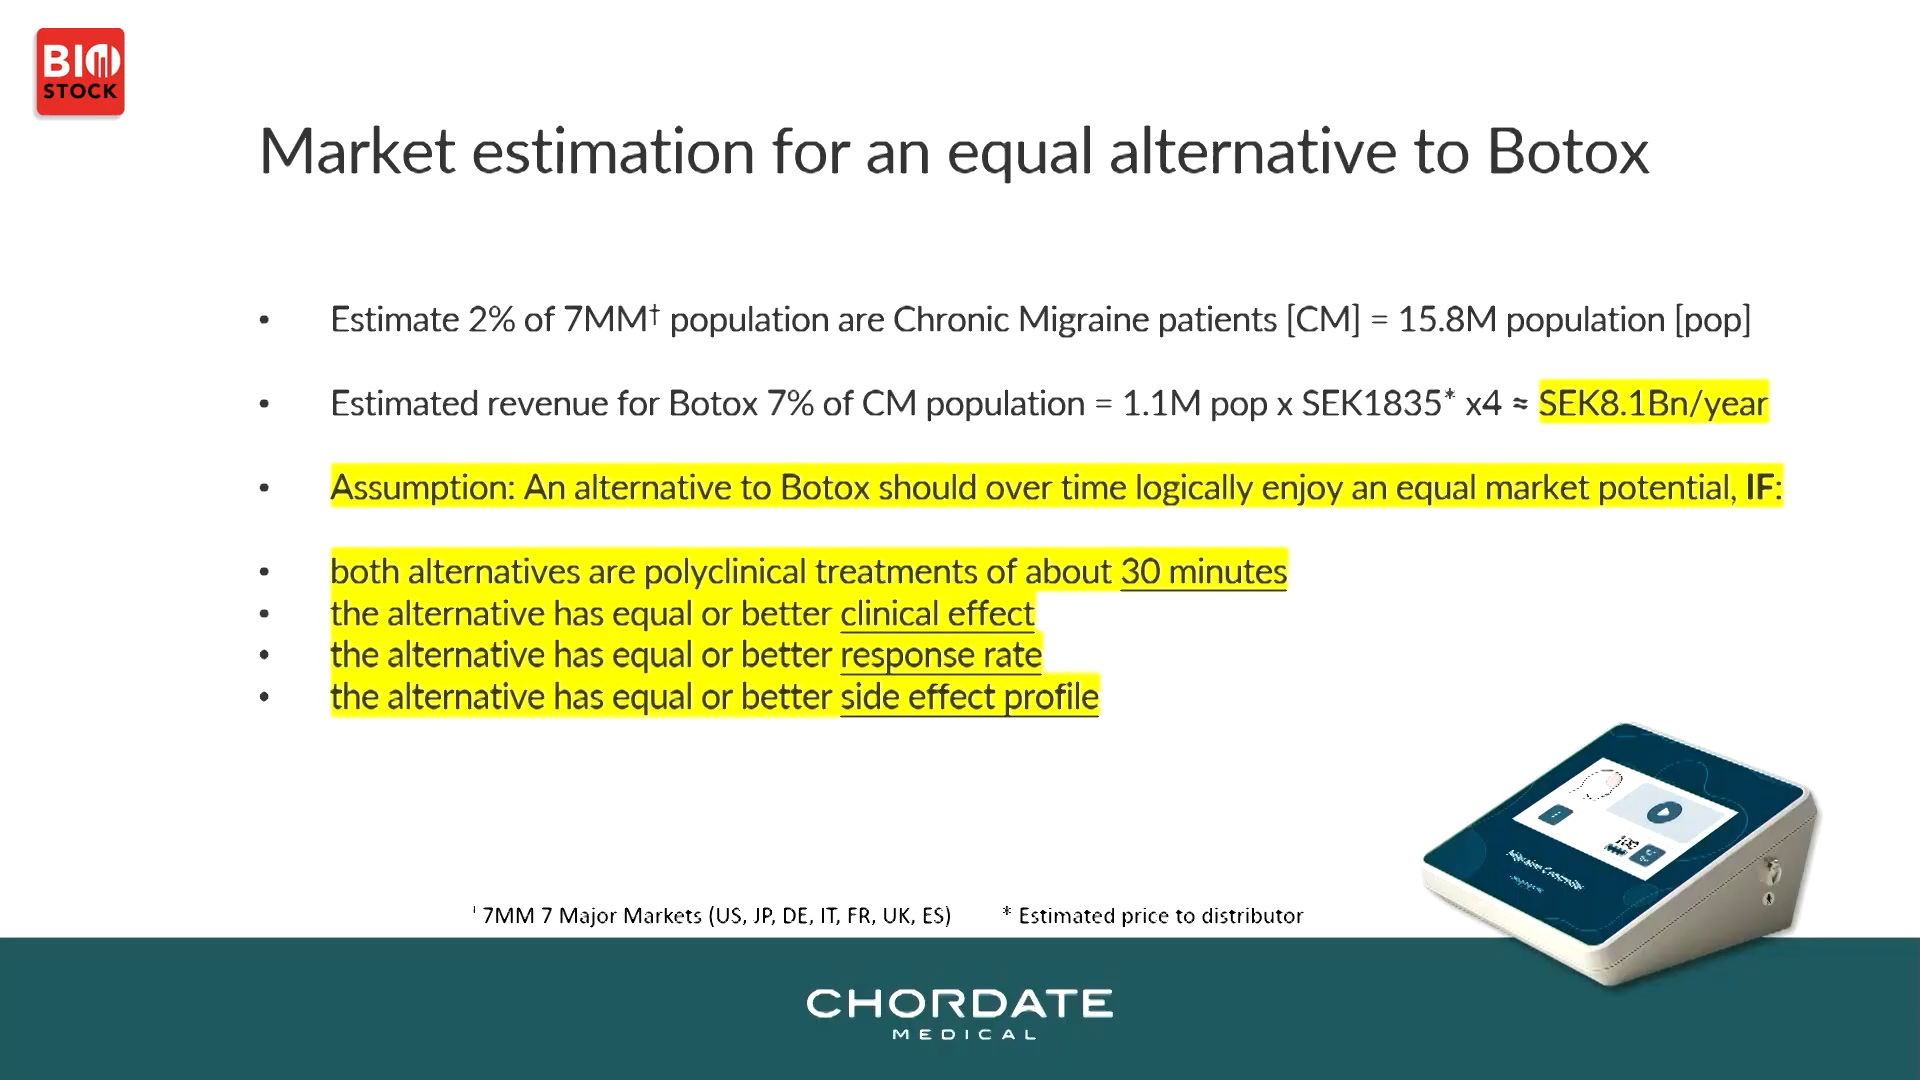 BIO
STOCK
Market estimation for an equal alternative to Botox
• Estimate 2% of 7MM† population are Chronic Migraine patients [CM] = 15.8M population [pop]
• Estimated revenue for Botox 7% of CM population = 1.1M pop x SEK1835* x4 ≈ SEK8.1Bn/year
• Assumption: An alternative to Botox should over time logically enjoy an equal market potential, IF:
• both alternatives are polyclinical treatments of about 30 minutes
• the alternative has equal or better clinical effect
• the alternative has equal or better response rate
• the alternative has equal or better side effect profile
† 7MM 7 Major Markets (US, JP, DE, IT, FR, UK, ES) * Estimated price to distributor
CHORDATE
MEDICAL